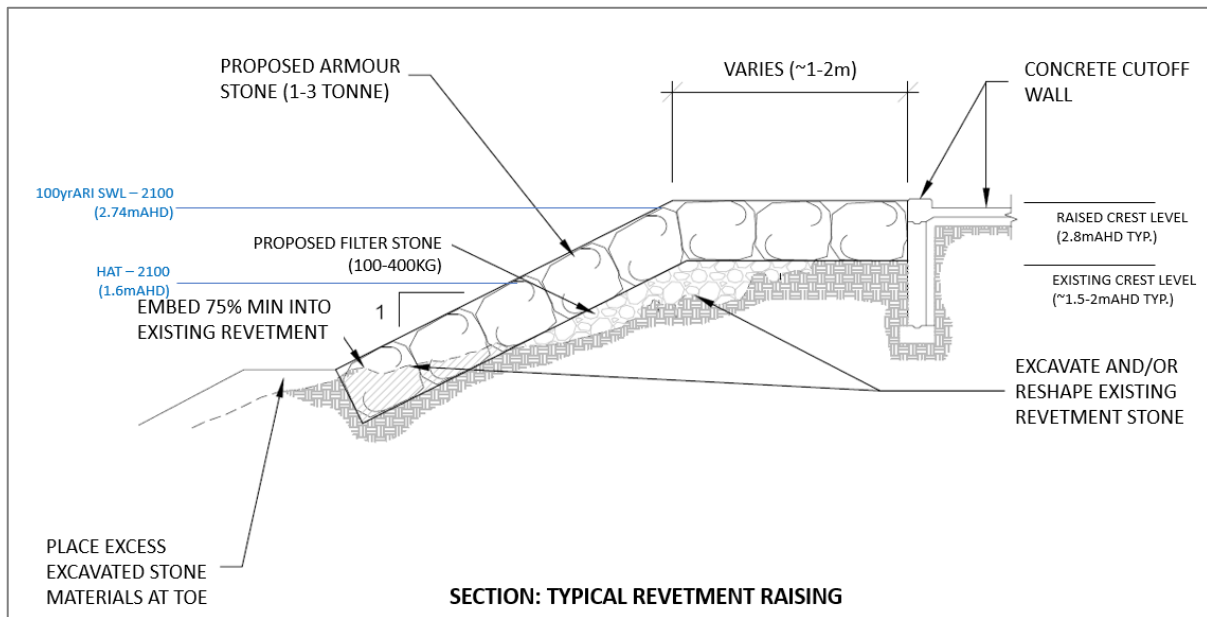 PROPOSED ARMOUR
STONE (1-3 TONNE)
VARIES (~1-2m)
CONCRETE CUTOFF
WALL
100yrARI SWL – 2100
(2.74mAHD)
PROPOSED FILTER STONE
(100-400KG)
HAT – 2100
(1.6mAHD)
RAISED CREST LEVEL
(2.8mAHD TYP.)
EXISTING CREST LEVEL
(~1.5-2mAHD TYP.)
EMBED 75% MIN INTO
EXISTING REVETMENT
1
EXCAVATE AND/OR
RESHAPE EXISTING
REVETMENT STONE
PLACE EXCESS
EXCAVATED STONE
MATERIALS AT TOE
SECTION: TYPICAL REVETMENT RAISING